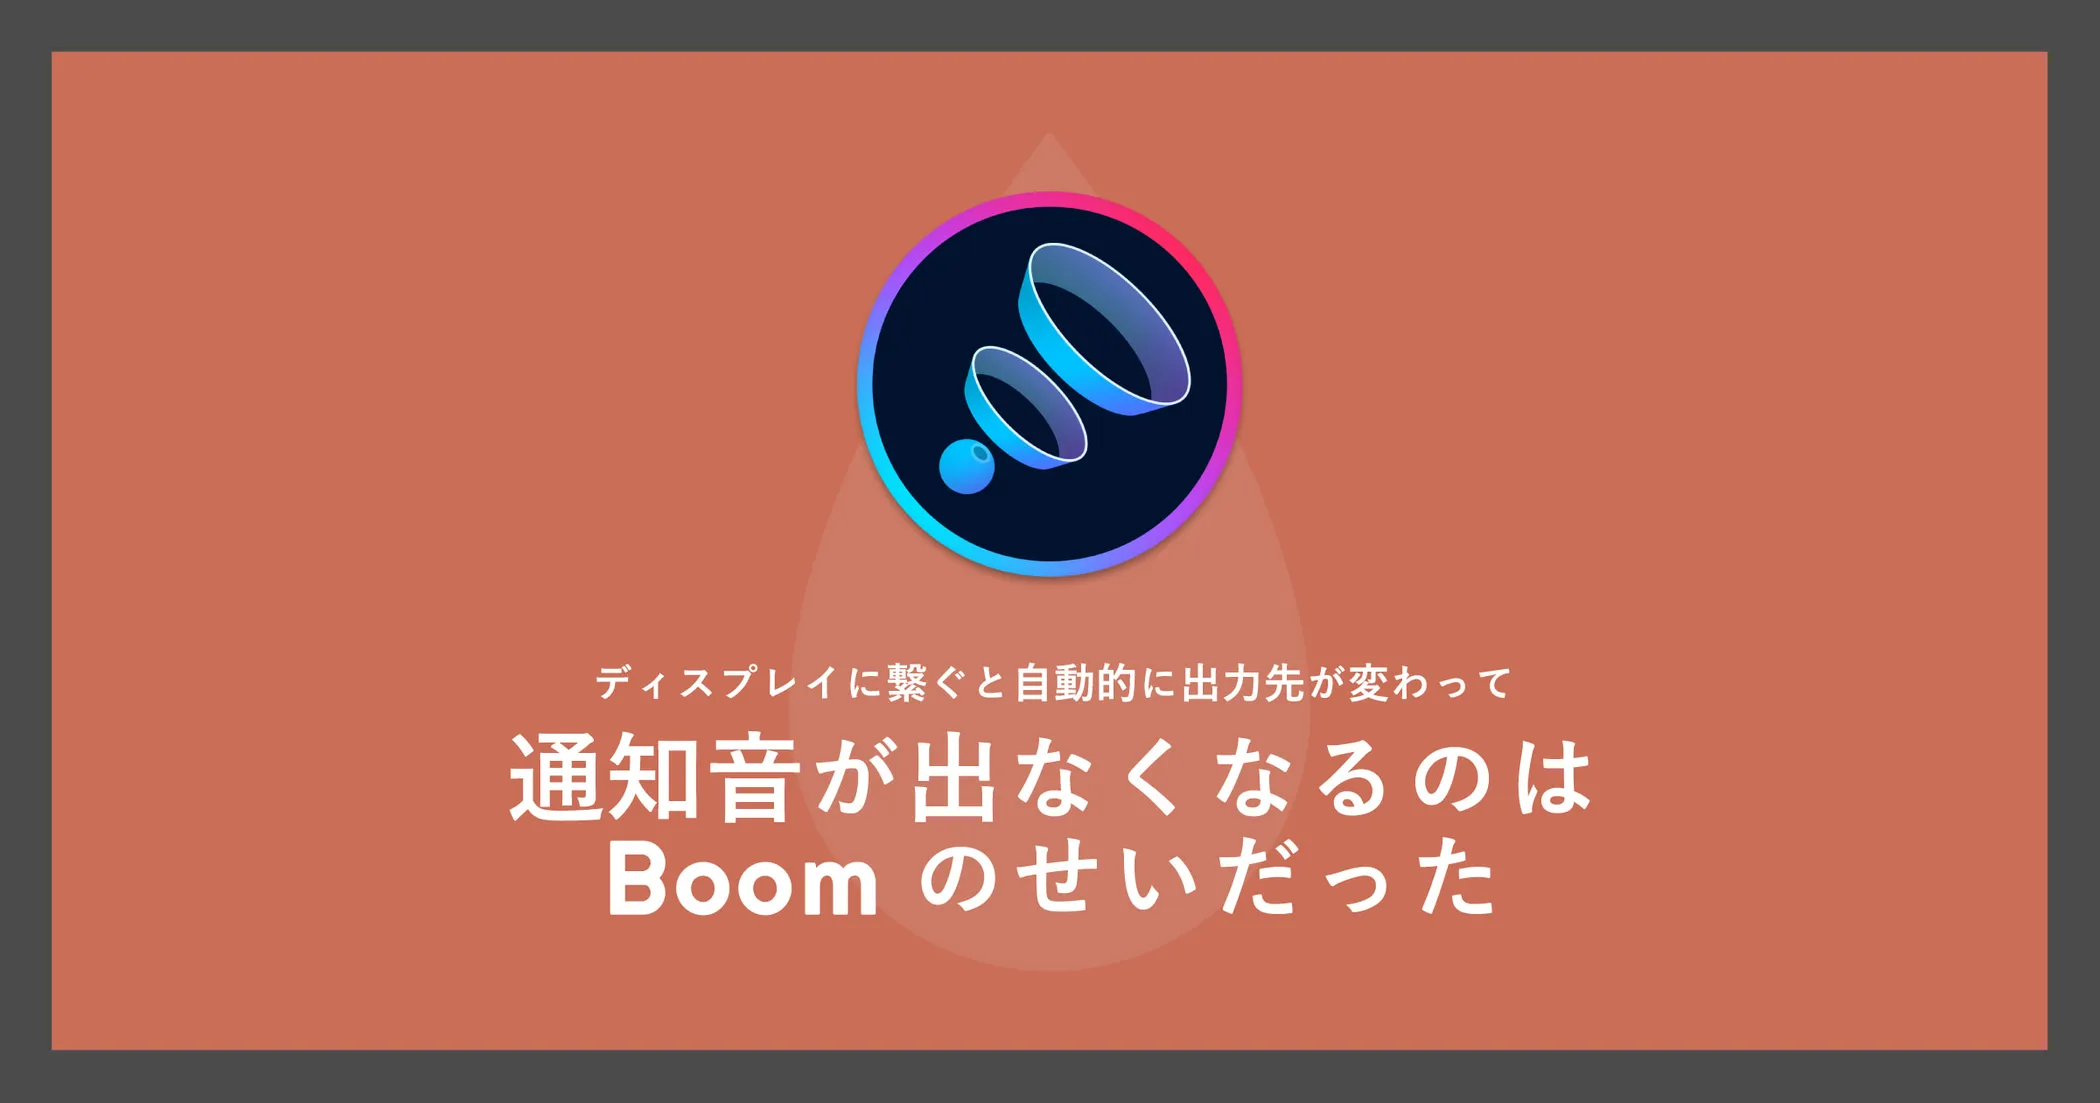 ディスプレイに繋ぐと自動的に出力先が変わって
通知音が出なくなるのは
Boom のせいだった